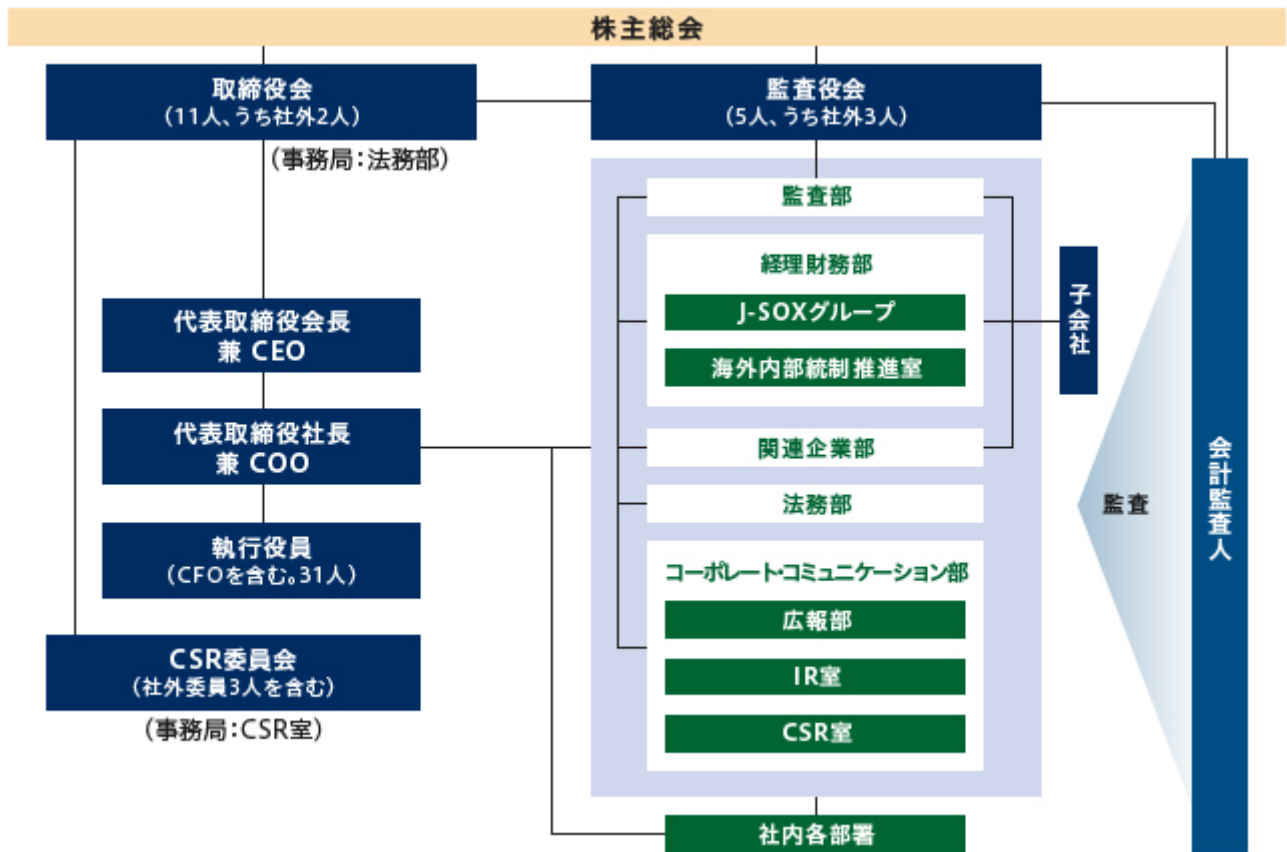 株主総会
取締役会
(11人、うち社外2人)
(事務局:法務部)
監査役会
(5人、うち社外3人)
代表取締役会長
兼 CEO
代表取締役社長
兼 COO
執行役員
(CFOを含む。31人)
CSR委員会
(社外委員3人を含む)
(事務局:CSR室)
監査部
経理財務部
J-SOXグループ
海外内部統制推進室
関連企業部
法務部
コーポレート・コミュニケーション部
広報部
IR室
CSR室
社内各部署
子会社
監査
会計監査人